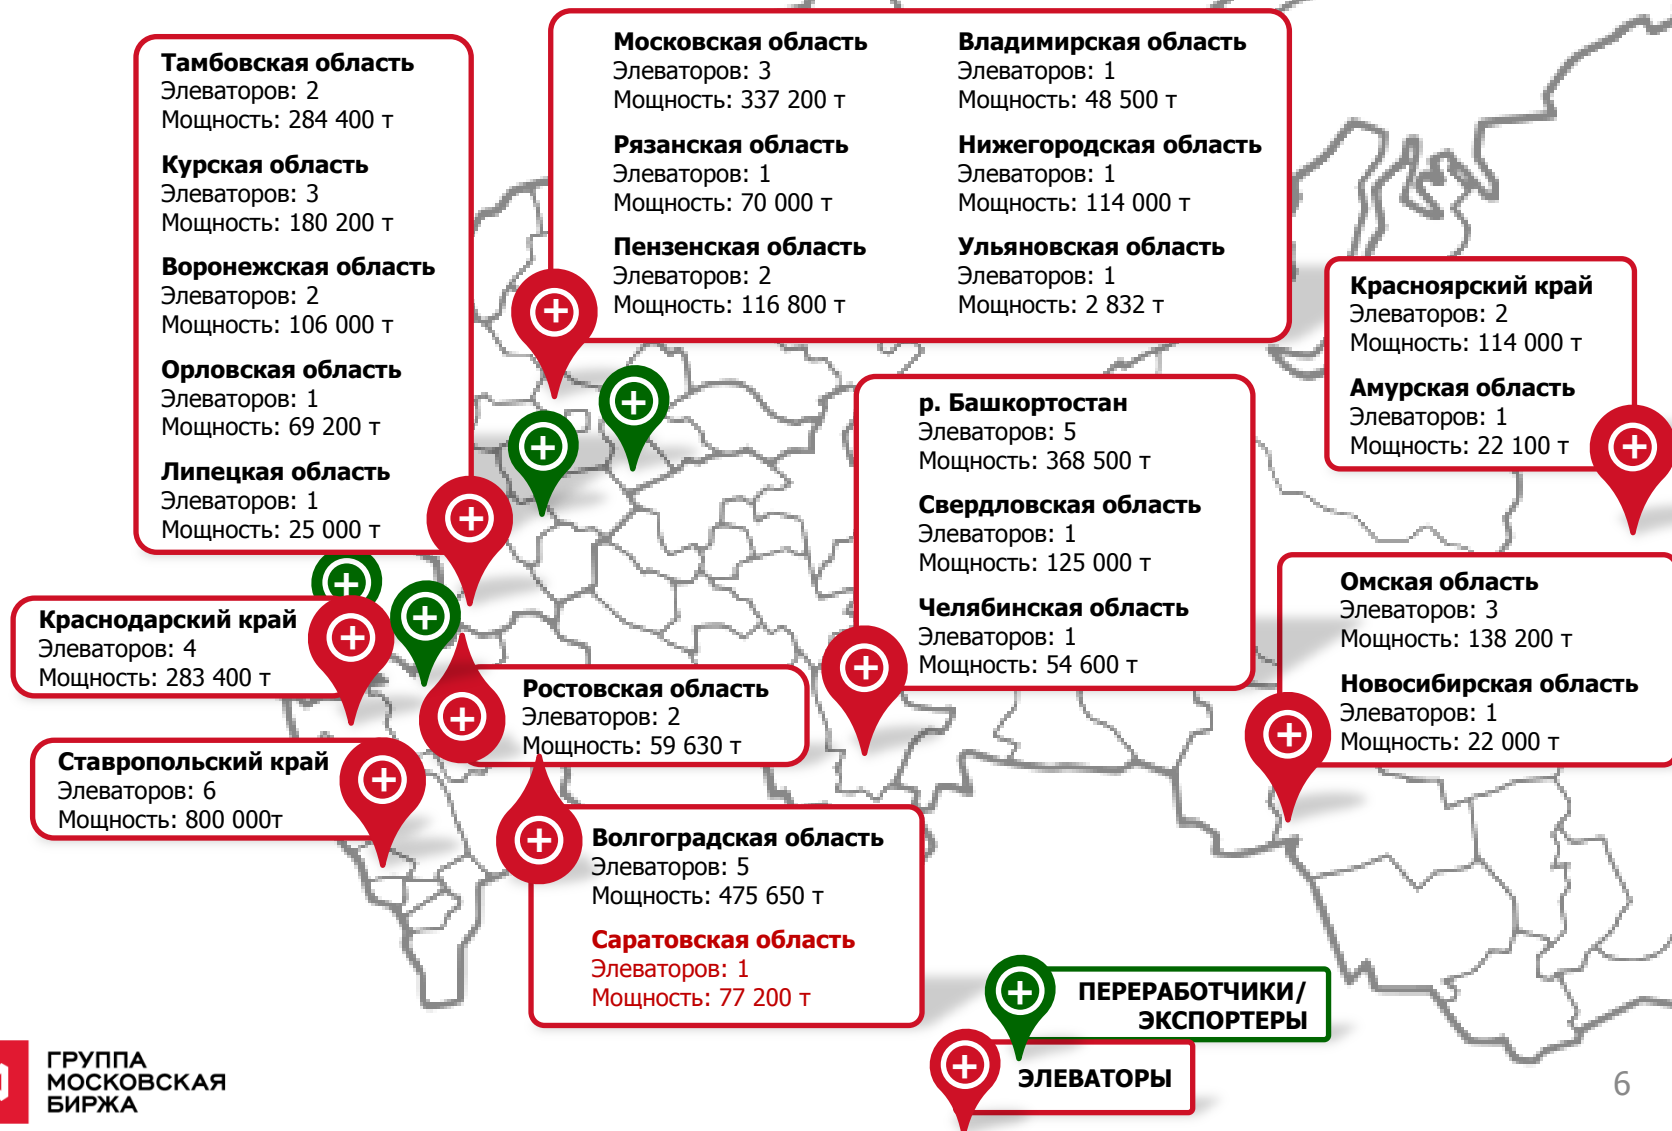 Тамбовская область
Элеваторов: 2
Мощность: 284 400 т
Курская область
Элеваторов: 3
Мощность: 180 200 т
Воронежская область
Элеваторов: 2
Мощность: 106 000 т
Орловская область
Элеваторов: 1
Мощность: 69 200 т
Липецкая область
Элеваторов: 1
Мощность: 25 000 т
Московская область
Элеваторов: 3
Мощность: 337 200 т
Рязанская область
Элеваторов: 1
Мощность: 70 000 т
Пензенская область
Элеваторов: 2
Мощность: 116 800 т
Владимирская область
Элеваторов: 1
Мощность: 48 500 т
Нижегородская область
Элеваторов: 1
Мощность: 114 000 т
Ульяновская область
Элеваторов: 1
Мощность: 2 832 т
Красноярский край
Элеваторов: 2
Мощность: 114 000 т
Амурская область
Элеваторов: 1
Мощность: 22 100 т
р. Башкортостан
Элеваторов: 5
Мощность: 368 500 т
Свердловская область
Элеваторов: 1
Мощность: 125 000 т
Челябинская область
Элеваторов: 1
Мощность: 54 600 т
Омская область
Элеваторов: 3
Мощность: 138 200 т
Новосибирская область
Элеваторов: 1
Мощность: 22 000 т
Краснодарский край
Элеваторов: 4
Мощность: 283 400 т
Ростовская область
Элеваторов: 2
Мощность: 59 630 т
Ставропольский край
Элеваторов: 6
Мощность: 800 000т
Волгоградская область
Элеваторов: 5
Мощность: 475 650 т
Саратовская область
Элеваторов: 1
Мощность: 77 200 т
ПЕРЕРАБОТЧИКИ/
ЭКСПОРТЕРЫ
ЭЛЕВАТОРЫ
ГРУППА
МОСКОВСКАЯ
БИРЖА
6